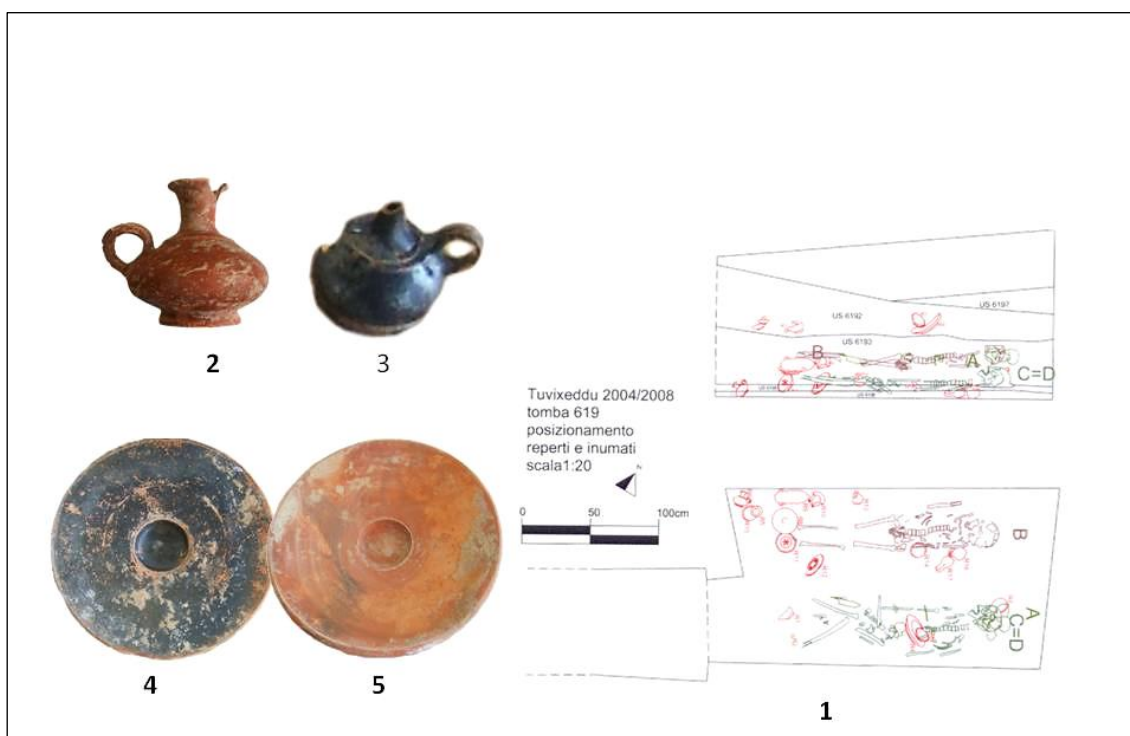 2
3
4
5
US-6197
US-6192
US-6193
B
A
C=D
Tuvixeddu 2004/2008
tomba 619
posizionamento
reperti e inumati
scala1:20
N
0
50
100cm
B
A
C=D
1